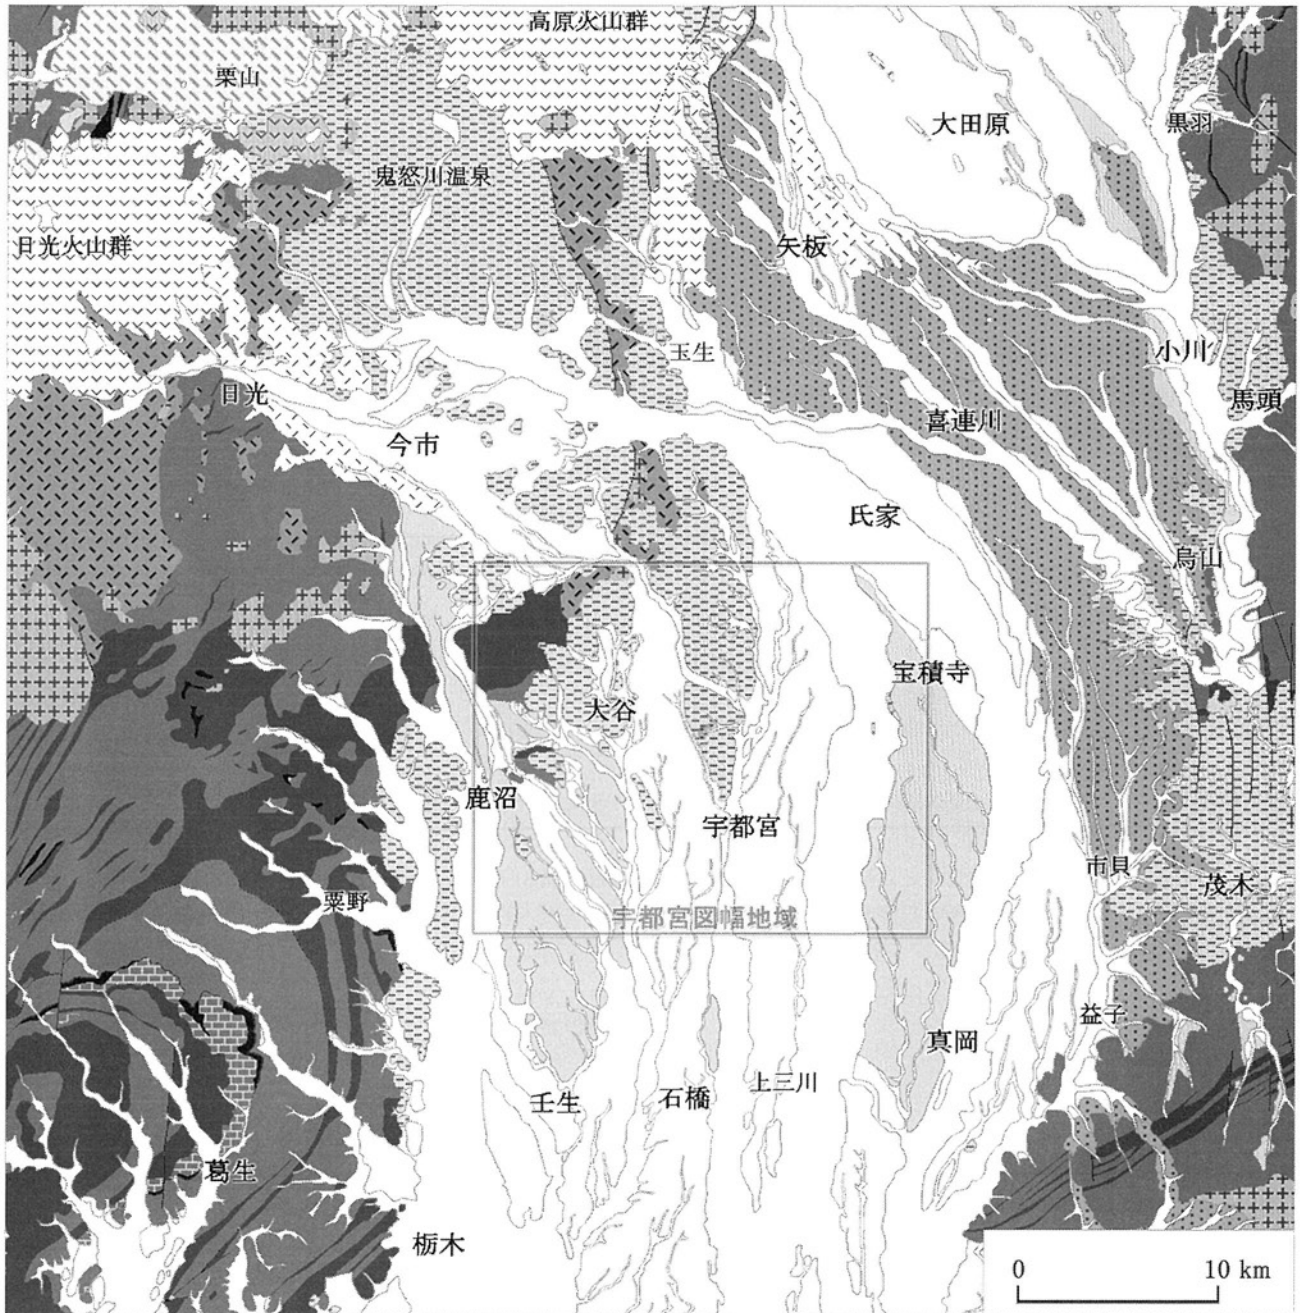 高原火山群
栗山
大田原
黒羽
鬼怒川温泉
日光火山群
矢板
玉生
小川
日光
馬頭
喜連川
今市
氏家
烏山
宝積寺
大谷
鹿沼
宇都宮
市貝
茂木
粟野
宇都宮図幅地域
益子
真岡
上三川
石橋
壬生
葛生
栃木
0 10 km